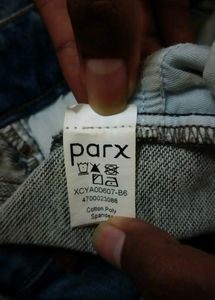 parx
XCYA00607-B6
4700023088
Cotton Poly
Spandex